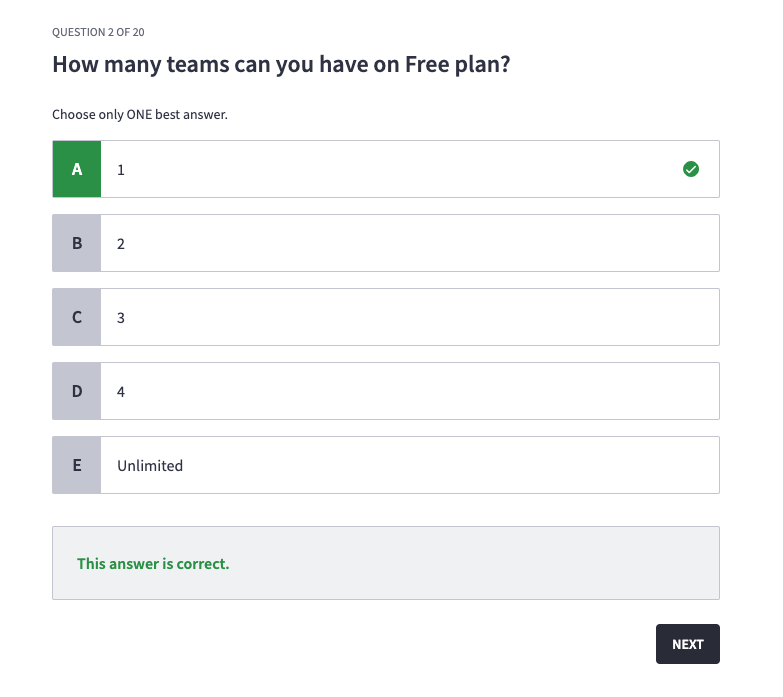 QUESTION 2 OF 20
How many teams can you have on Free plan?
Choose only ONE best answer.
A 1
B 2
C 3
D 4
E Unlimited
This answer is correct.
NEXT